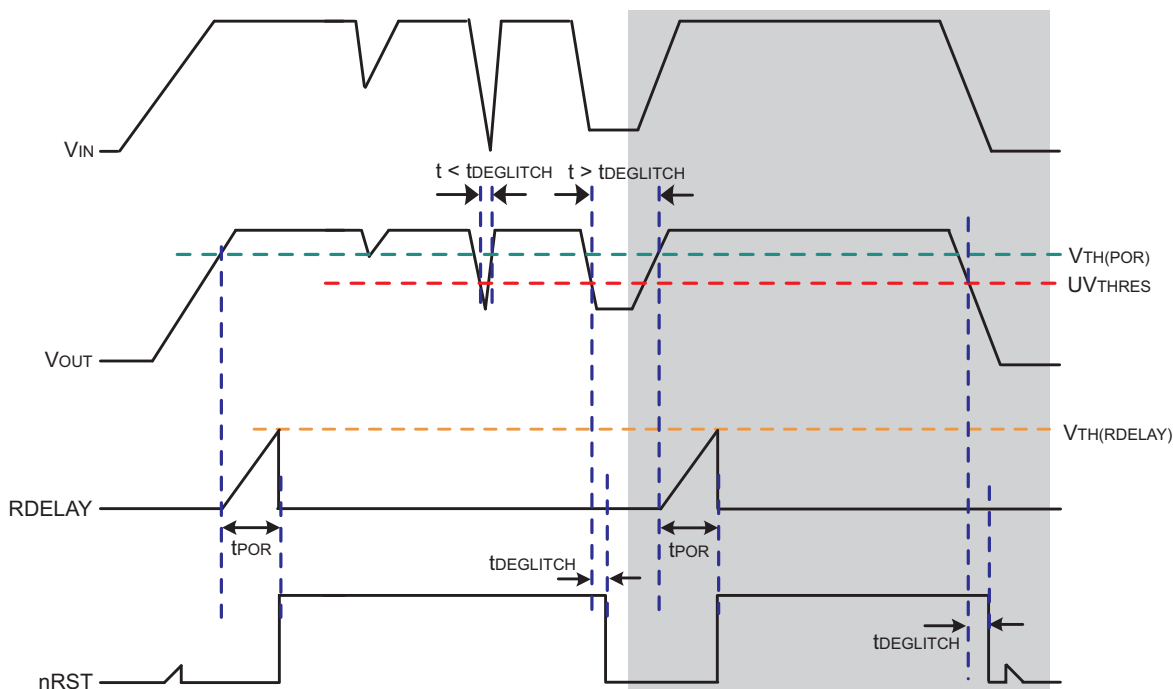 VIN
t < tDEGLITCH
t > tDEGLITCH
VTH(POR)
UVTHRES
VOUT
VTH(RDELAY)
RDELAY
tPOR
tPOR
tDEGLITCH
tDEGLITCH
nRST